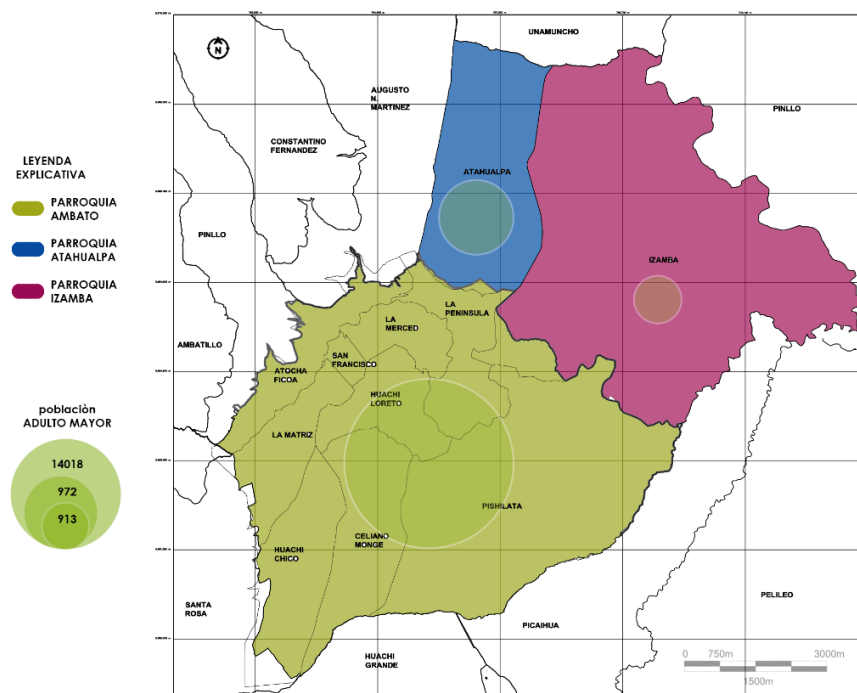 N
UNAMUNCHO
AUGUSTO
N.
MARTINEZ
PINLLO
CONSTANTINO
FERNANDEZ
LEYENDA
EXPLICATIVA
PARROQUIA
AMBATO
PARROQUIA
ATAHUALPA
PARROQUIA
IZAMBA
ATAHUALPA
PINLLO
IZAMBA
LA
PENINSULA
LA
MERCED
AMBATILLO
SAN
FRANCISCO
ATOCHA
FICOA
HUACHI
LORETO
poblaciòn
ADULTO MAYOR
14018
972
913
LA MATRIZ
PISHILATA
CELIANO
MONGE
HUACHI
CHICO
SANTA
ROSA
PELILEO
PICAIHUA
HUACHI
GRANDE
0 750m 3000m
1500m